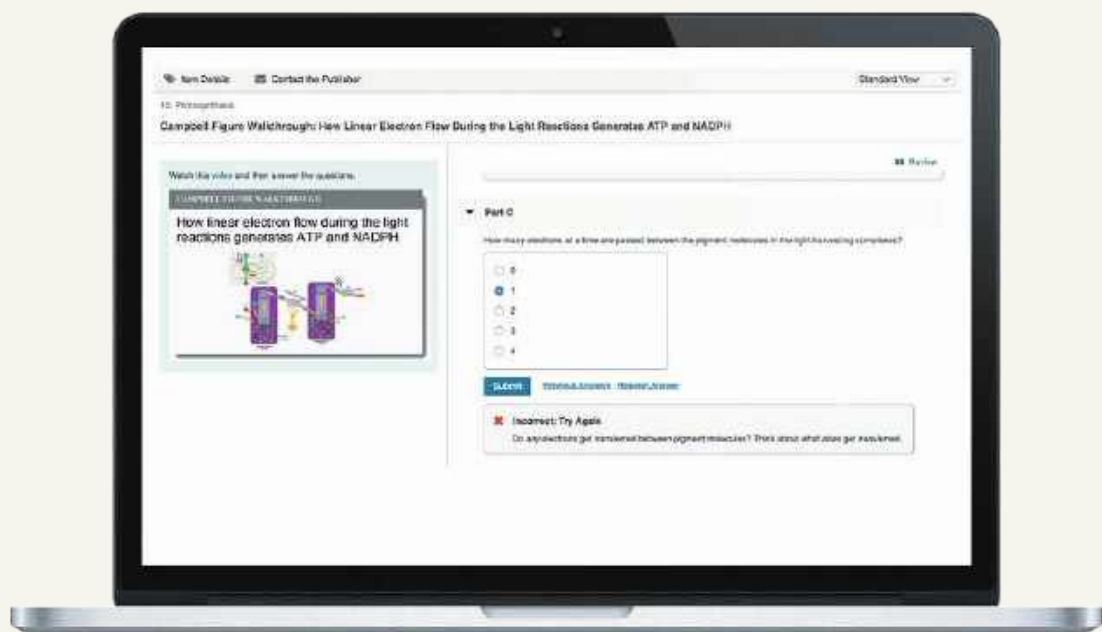 Item Details Contact the Publisher Standard View
10. Photosynthesis
Campbell Figure Walkthrough: How Linear Electron Flow During the Light Reactions Generates ATP and NADPH
Review
Watch this video and then answer the questions.
CAMPBELL FIGURE WALKTHROUGH
How linear electron flow during the light
reactions generates ATP and NADPH
Part C
How many electrons at a time are passed between the pigment molecules in the light-harvesting complexes?
0
1
2
3
4
Submit Previous Answers Request Answer
Incorrect; Try Again
Do any electrons get transferred between pigment molecules? Think about what does get transferred.